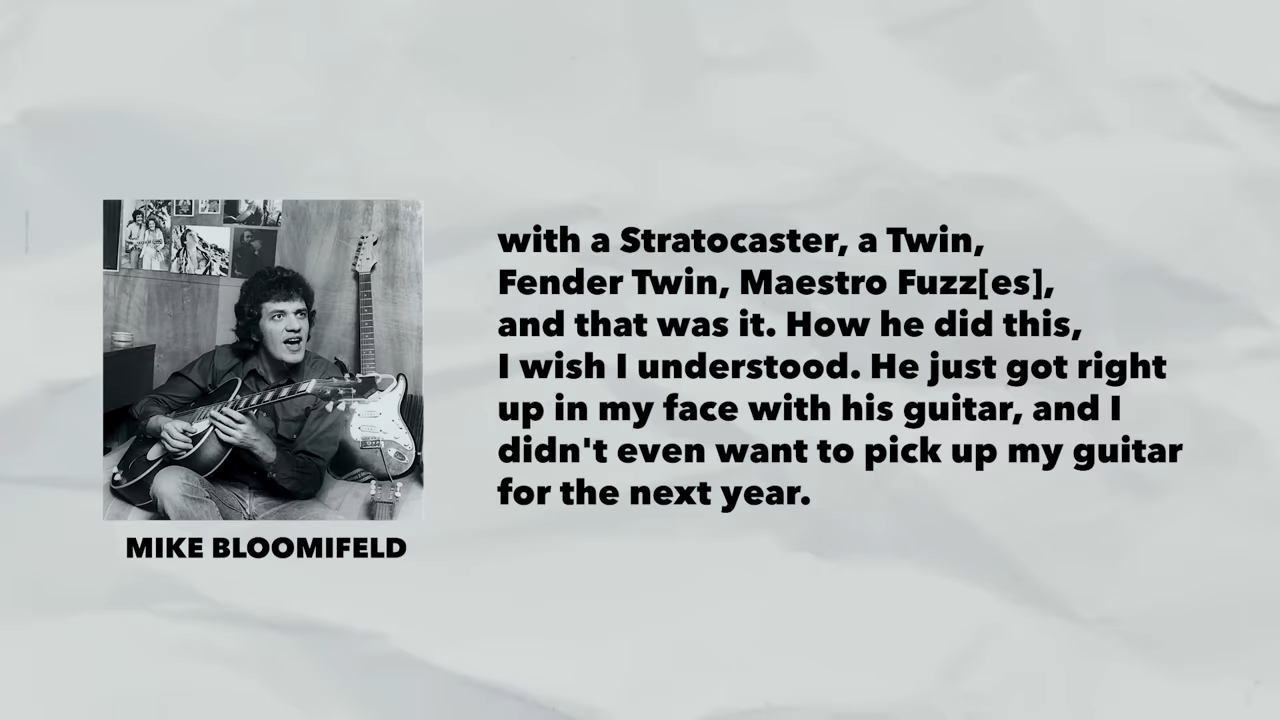 with a Stratocaster, a Twin,
Fender Twin, Maestro Fuzz[es],
and that was it. How he did this,
I wish I understood. He just got right
up in my face with his guitar, and I
didn't even want to pick up my guitar
for the next year.
MIKE BLOOMIFELD